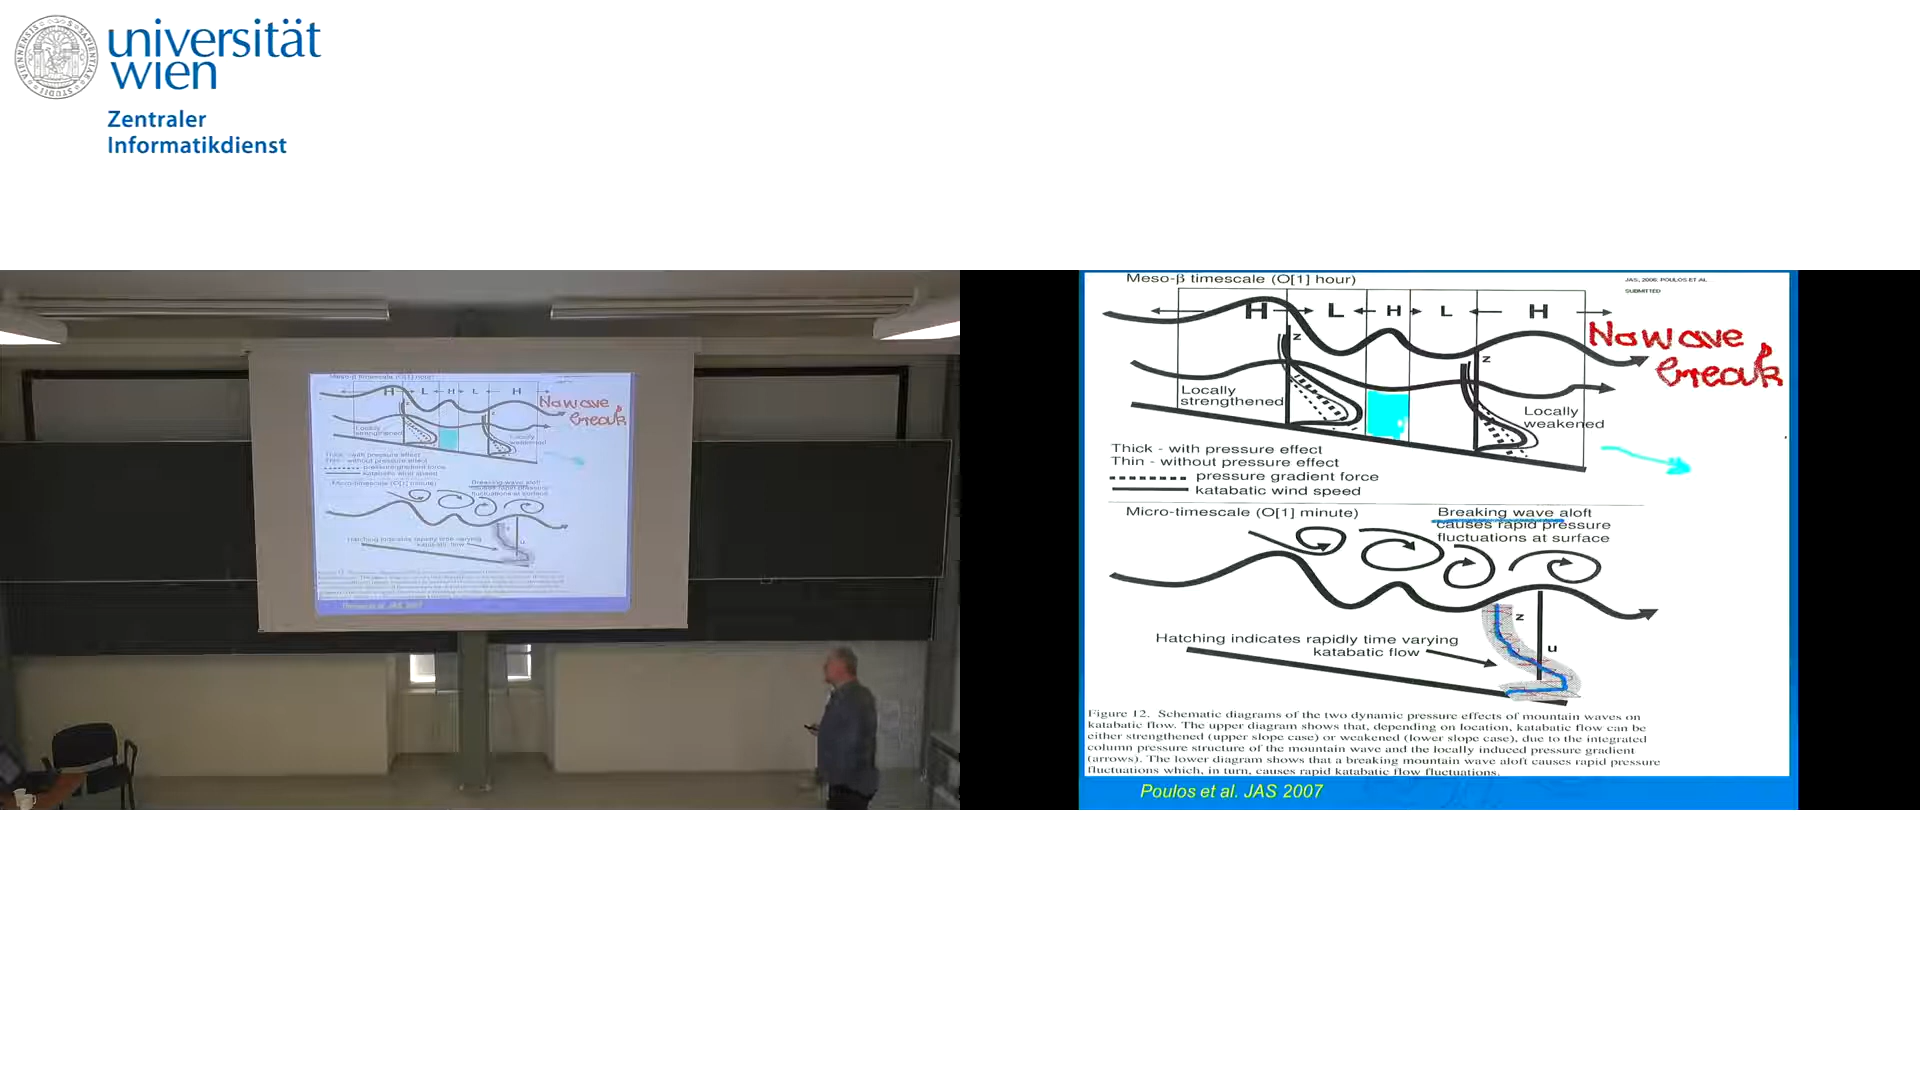 universität
wien
Zentraler
Informatikdienst
Meso-β timescale (O[1] hour)
JAS, 2006: POULOS ET AL.
SUBMITTED
H L H L H
No wave
break
z
z
Locally
strengthened
Locally
weakened
Thick - with pressure effect
Thin - without pressure effect
pressure gradient force
katabatic wind speed
Micro-timescale (O[1] minute)
Breaking wave aloft
causes rapid pressure
fluctuations at surface
z
u
Hatching indicates rapidly time varying
katabatic flow
Figure 12. Schematic diagrams of the two dynamic pressure effects of mountain waves on
katabatic flow. The upper diagram shows that, depending on location, katabatic flow can be
either strengthened (upper slope case) or weakened (lower slope case), due to the integrated
column pressure structure of the mountain wave and the locally induced pressure gradient
(arrows). The lower diagram shows that a breaking mountain wave aloft causes rapid pressure
fluctuations which, in turn, causes rapid katabatic flow fluctuations.
Poulos et al. JAS 2007